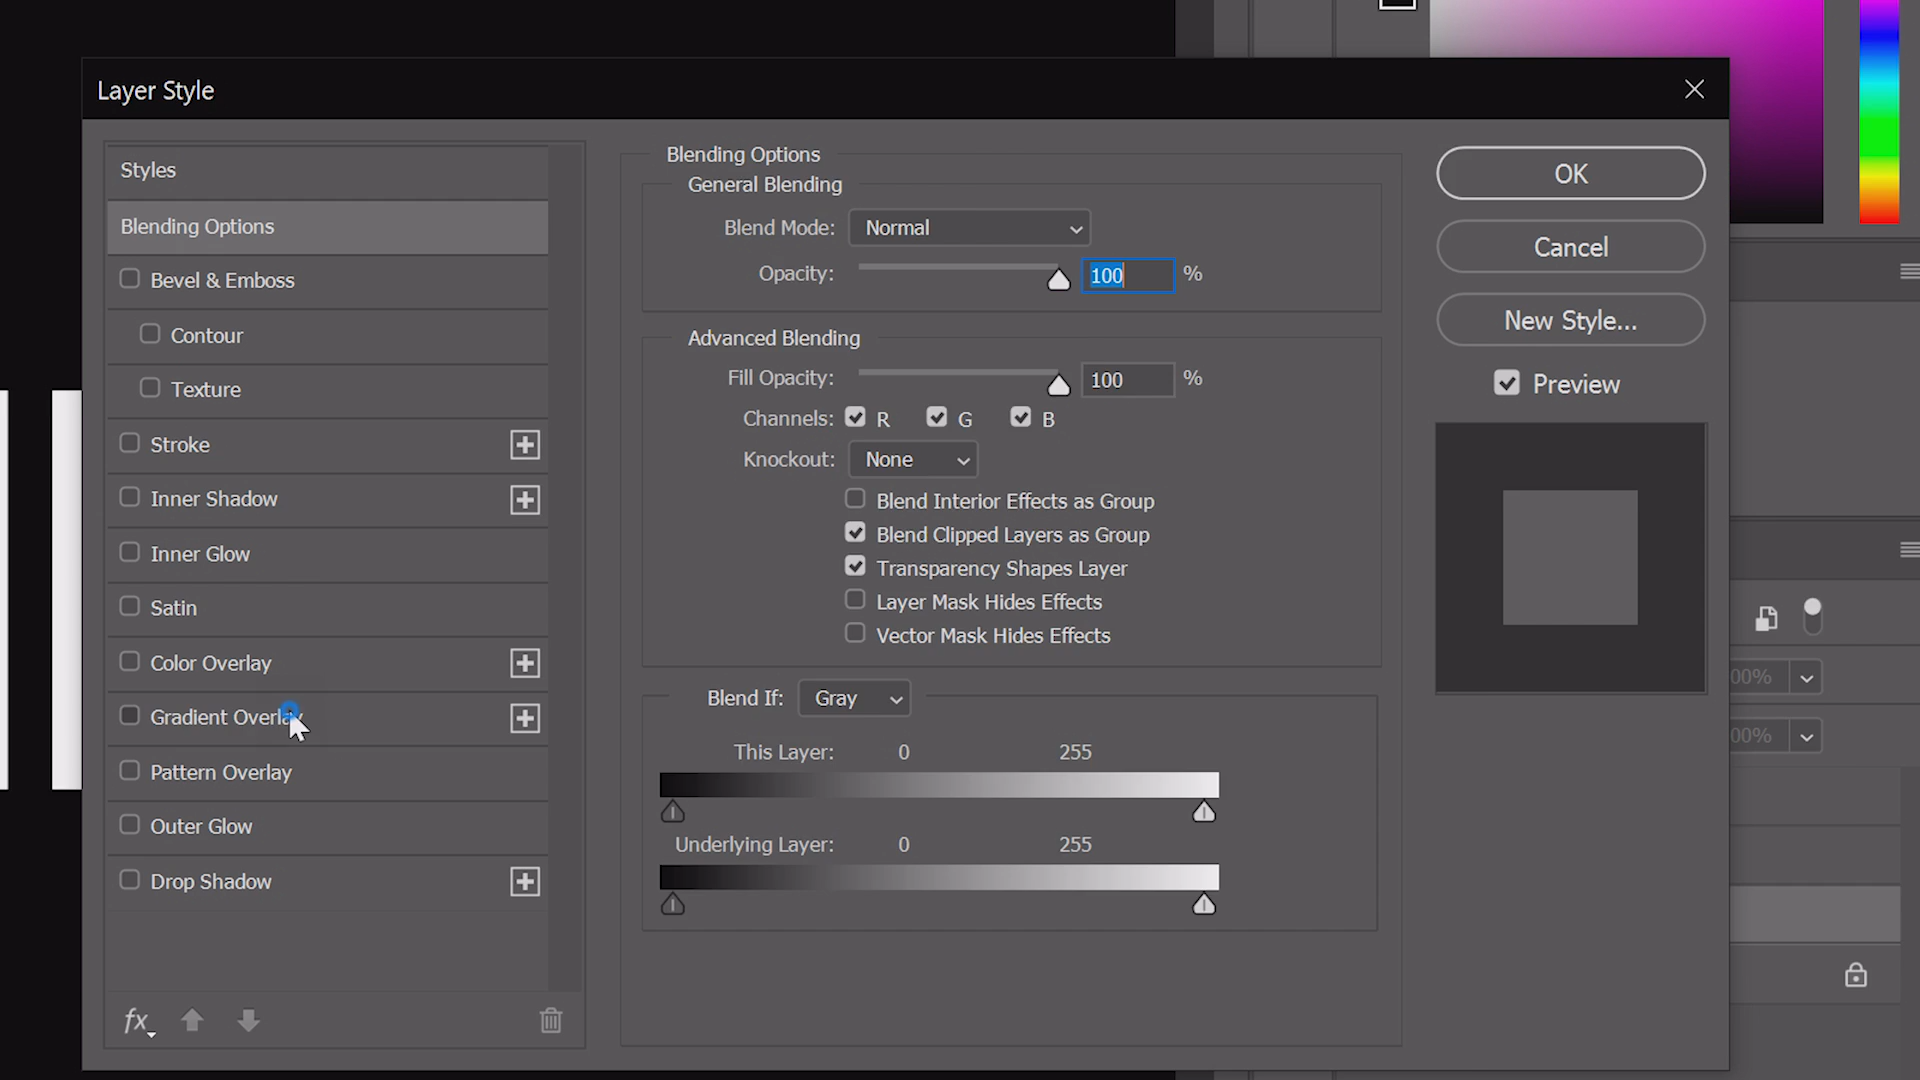 Layer Style
Styles
Blending Options
Bevel & Emboss
Contour
Texture
Stroke
Inner Shadow
Inner Glow
Satin
Color Overlay
Gradient Overlay
Pattern Overlay
Outer Glow
Drop Shadow
fx
Blending Options
General Blending
Blend Mode: Normal
Opacity: 100 %
Advanced Blending
Fill Opacity: 100 %
Channels: R G B
Knockout: None
Blend Interior Effects as Group
Blend Clipped Layers as Group
Transparency Shapes Layer
Layer Mask Hides Effects
Vector Mask Hides Effects
Blend If: Gray
This Layer: 0 255
Underlying Layer: 0 255
OK
Cancel
New Style...
Preview
00%
00%